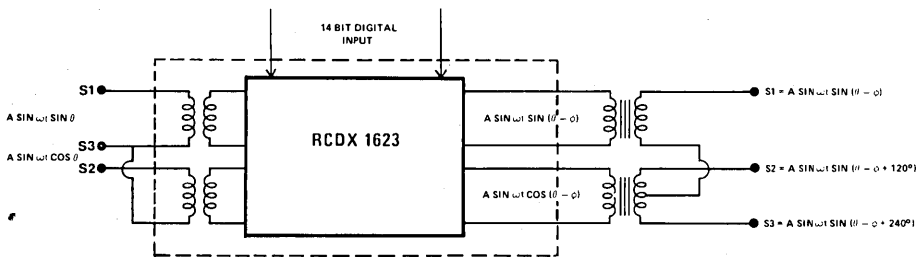 14 BIT DIGITAL
INPUT
S1
A SIN ωt SIN θ
S3
A SIN ωt COS θ
S2
RCDX 1623
A SIN ωt SIN (θ – φ)
A SIN ωt COS (θ – φ)
S1 = A SIN ωt SIN (θ – φ)
S2 = A SIN ωt SIN (θ – φ + 120°)
S3 = A SIN ωt SIN (θ – φ + 240°)